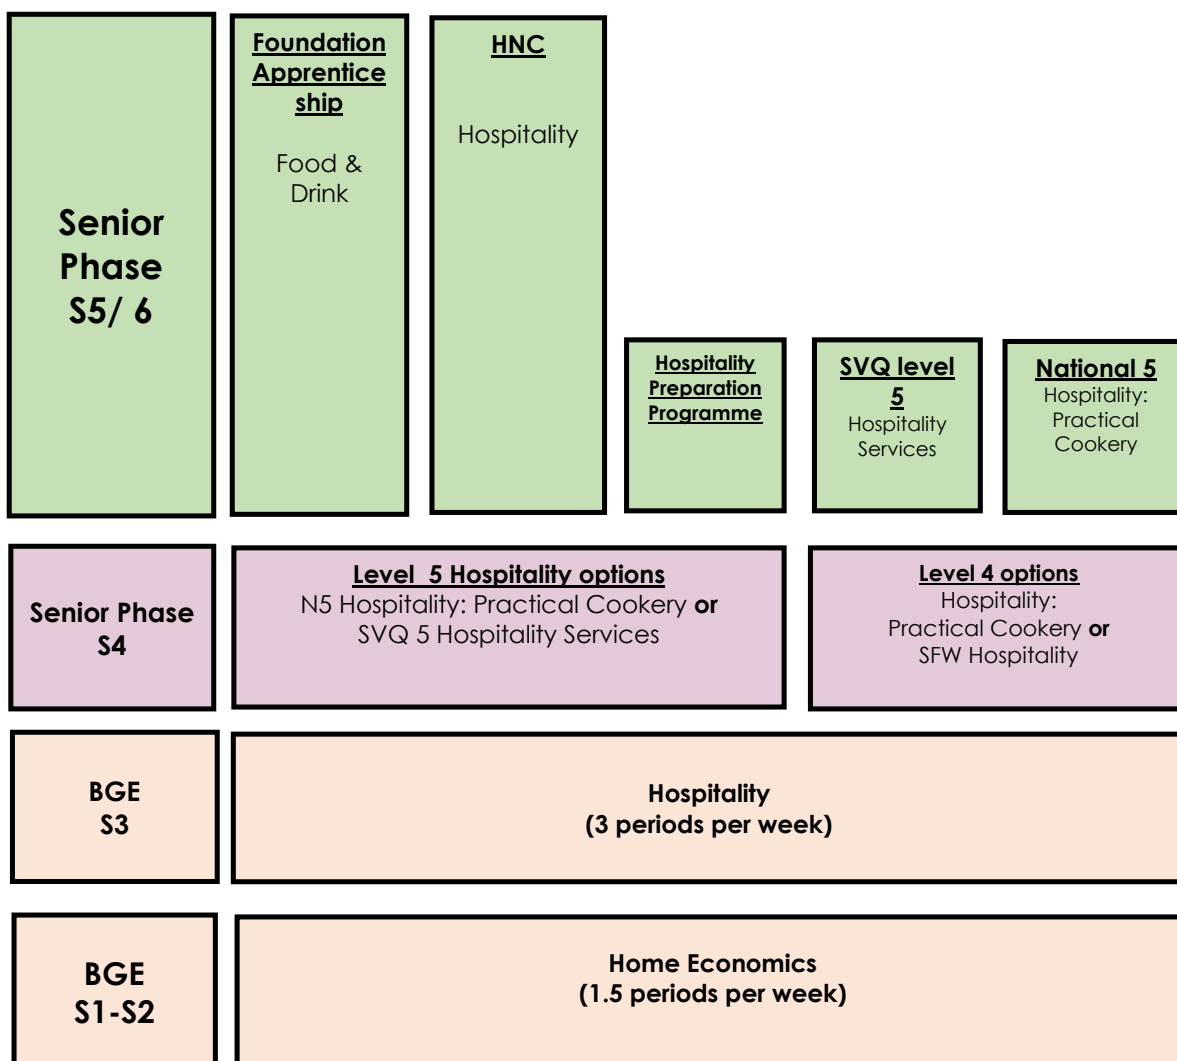 Senior
Phase
S5/ 6
Foundation
Apprentice
ship
Food &
Drink
HNC
Hospitality
Hospitality
Preparation
Programme
SVQ level
5
Hospitality
Services
National 5
Hospitality:
Practical
Cookery
Senior Phase
S4
Level  5 Hospitality options
N5 Hospitality: Practical Cookery or
SVQ 5 Hospitality Services
Level 4 options
Hospitality:
Practical Cookery or
SFW Hospitality
BGE
S3
Hospitality
(3 periods per week)
BGE
S1-S2
Home Economics
(1.5 periods per week)